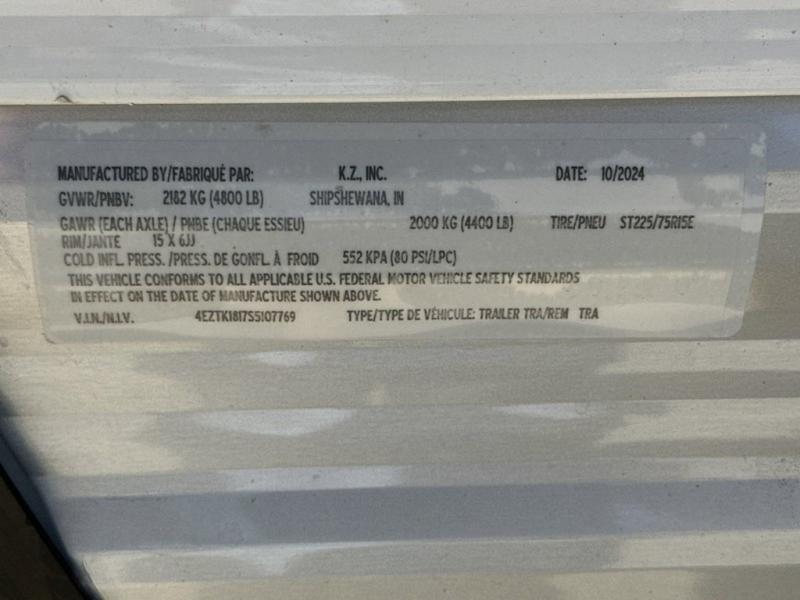 MANUFACTURED BY/FABRIQUÉ PAR: K.Z., INC. DATE: 10/2024
GVWR/PNBV: 2182 KG (4800 LB) SHIPSHEWANA, IN
GAWR (EACH AXLE) / PNBE (CHAQUE ESSIEU) 2000 KG (4400 LB) TIRE/PNEU ST225/75R15E
RIM/JANTE 15 X 6JJ
COLD INFL. PRESS. /PRESS. DE GONFL. À FROID 552 KPA (80 PSI/LPC)
THIS VEHICLE CONFORMS TO ALL APPLICABLE U.S. FEDERAL MOTOR VEHICLE SAFETY STANDARDS
IN EFFECT ON THE DATE OF MANUFACTURE SHOWN ABOVE.
V.I.N./N.I.V. 4EZTK1817S5107769 TYPE/TYPE DE VÉHICULE: TRAILER TRA/REM TRA